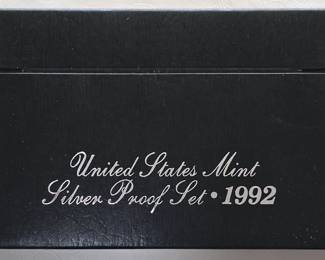 United States Mint
Silver Proof Set • 1992